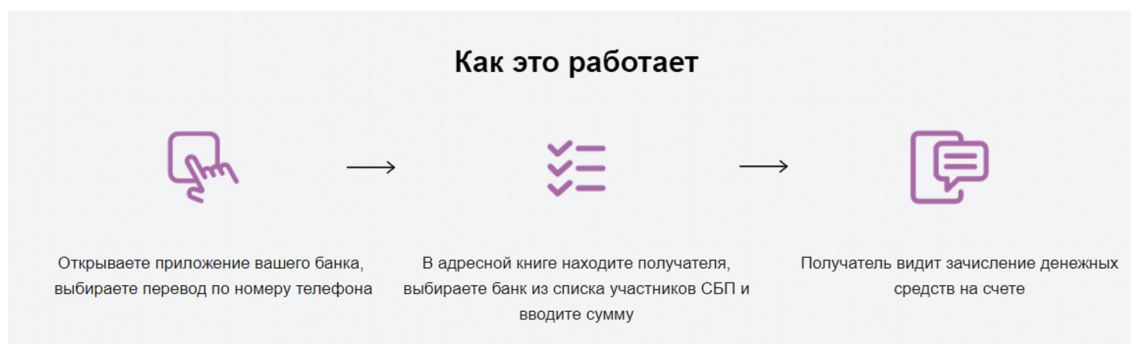 Как это работает
Открываете приложение вашего банка,
выбираете перевод по номеру телефона
В адресной книге находите получателя,
выбираете банк из списка участников СБП и
вводите сумму
Получатель видит зачисление денежных
средств на счете